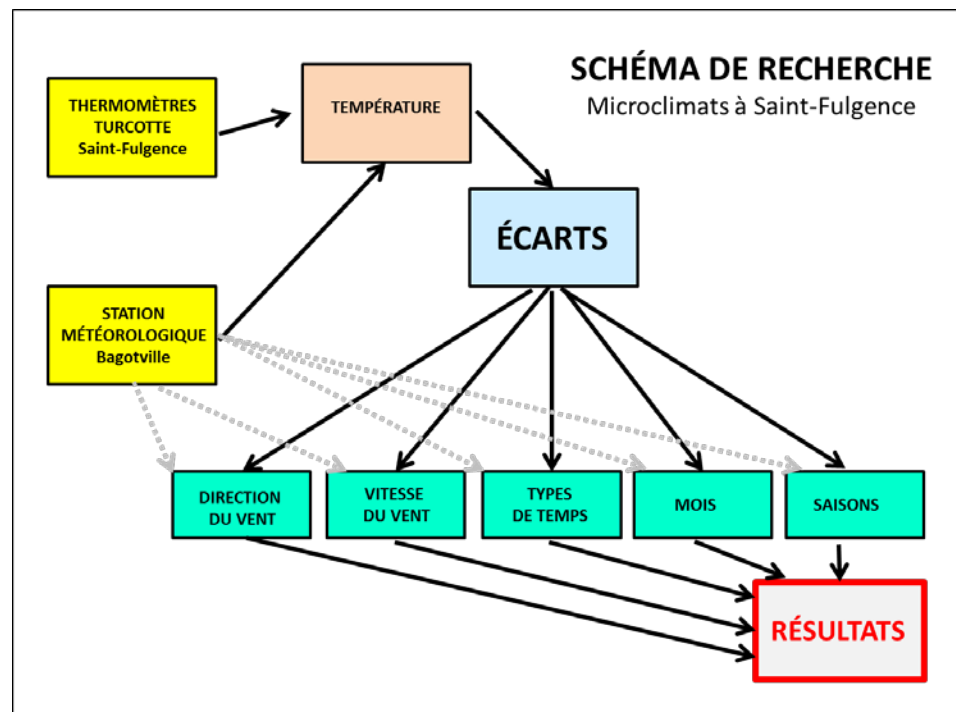 SCHÉMA DE RECHERCHE
Microclimats à Saint-Fulgence
THERMOMÈTRES
TURCOTTE
Saint-Fulgence
TEMPÉRATURE
ÉCARTS
STATION
MÉTÉOROLOGIQUE
Bagotville
DIRECTION
DU VENT
VITESSE
DU VENT
TYPES
DE TEMPS
MOIS
SAISONS
RÉSULTATS